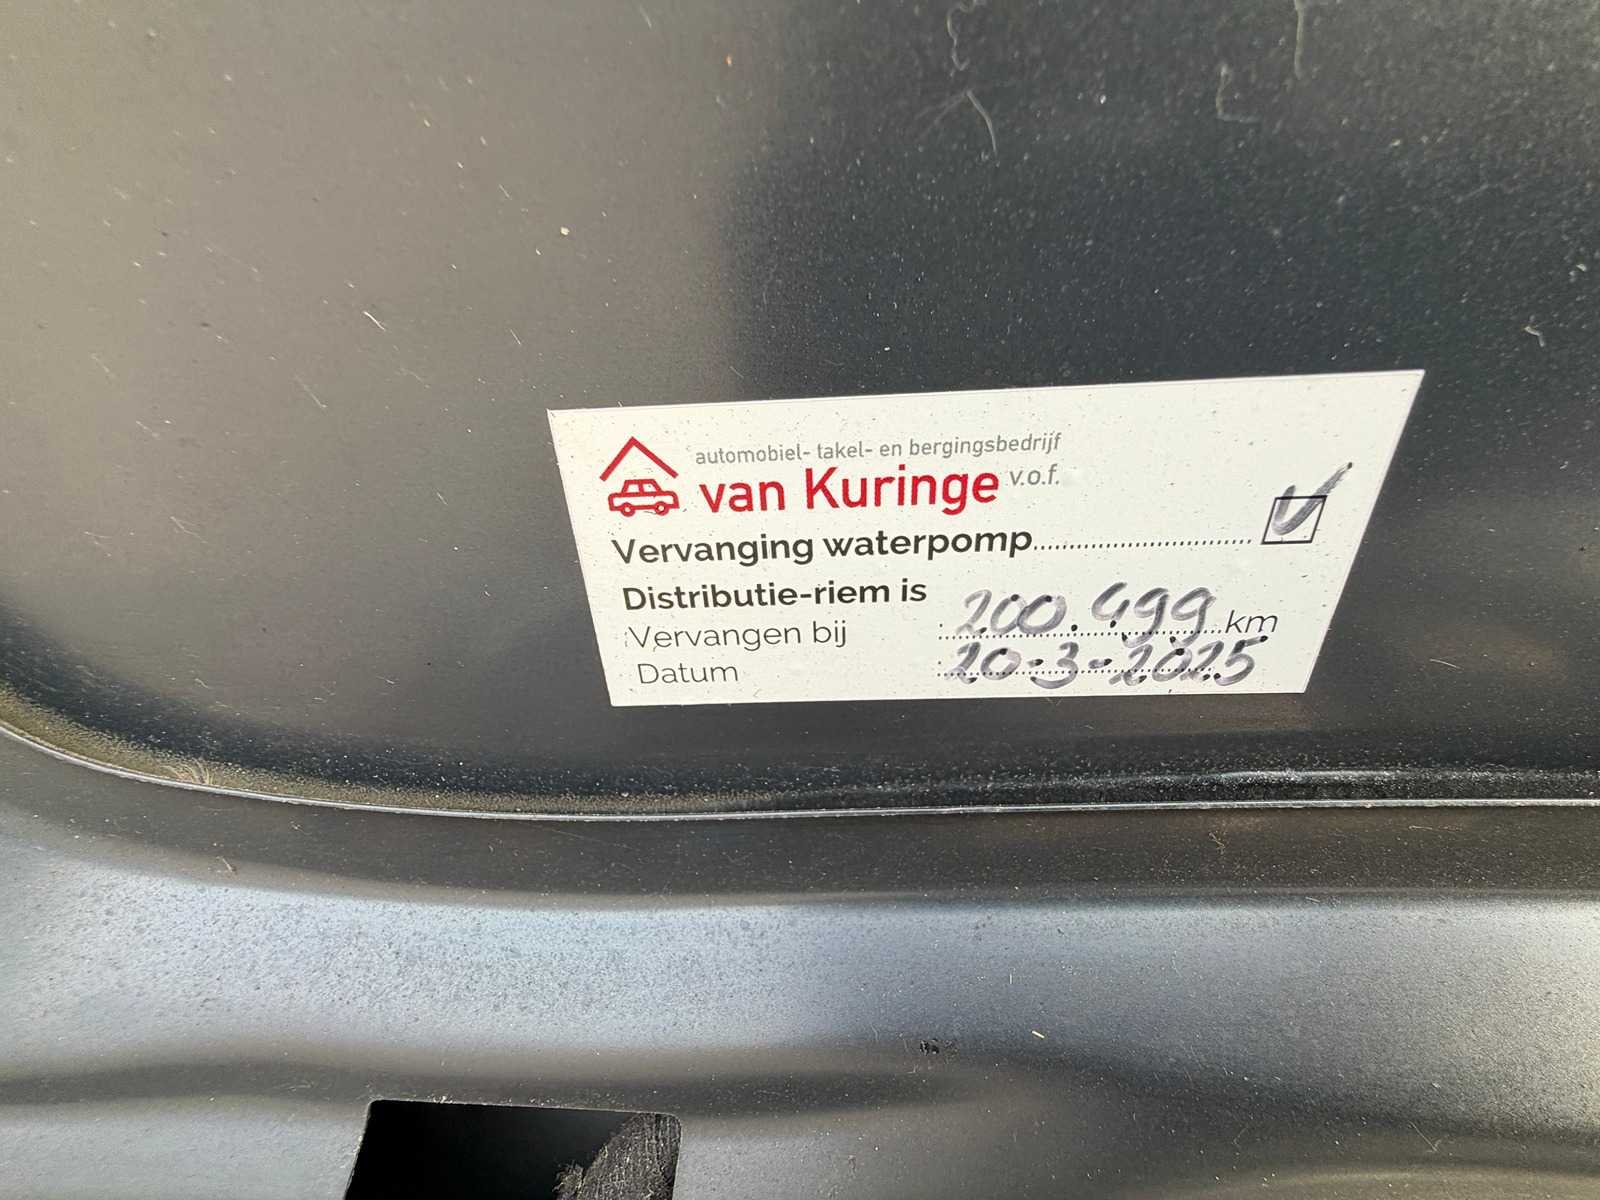 automobiel- takel- en bergingsbedrijf
van Kuringe v.o.f.
Vervanging waterpomp.............................. ✓
Distributie-riem is
Vervangen bij : 200.499 km
Datum : 20-3-2025